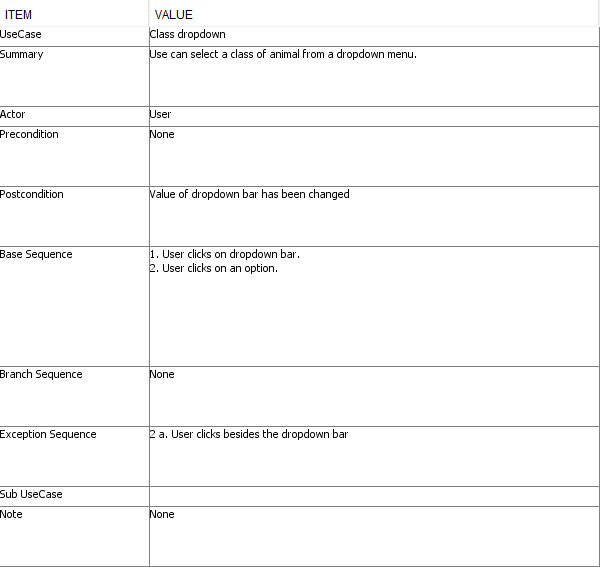 ITEM VALUE
UseCase Class dropdown
Summary Use can select a class of animal from a dropdown menu.
Actor User
Precondition None
Postcondition Value of dropdown bar has been changed
Base Sequence 1. User clicks on dropdown bar.
2. User clicks on an option.
Branch Sequence None
Exception Sequence 2 a. User clicks besides the dropdown bar
Sub UseCase
Note None